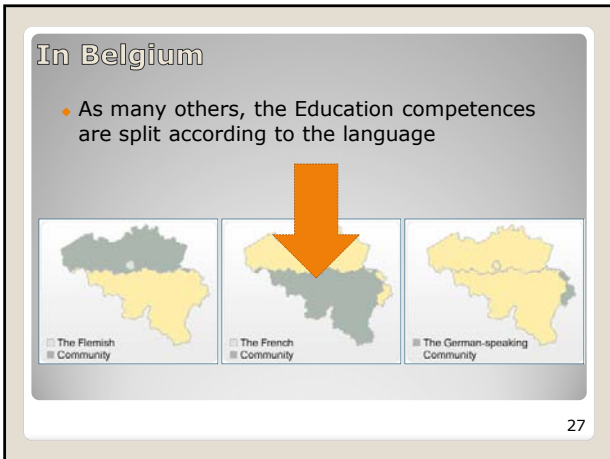 In Belgium
As many others, the Education competences
are split according to the language
The Flemish
Community
The French
Community
The German-speaking
Community
27